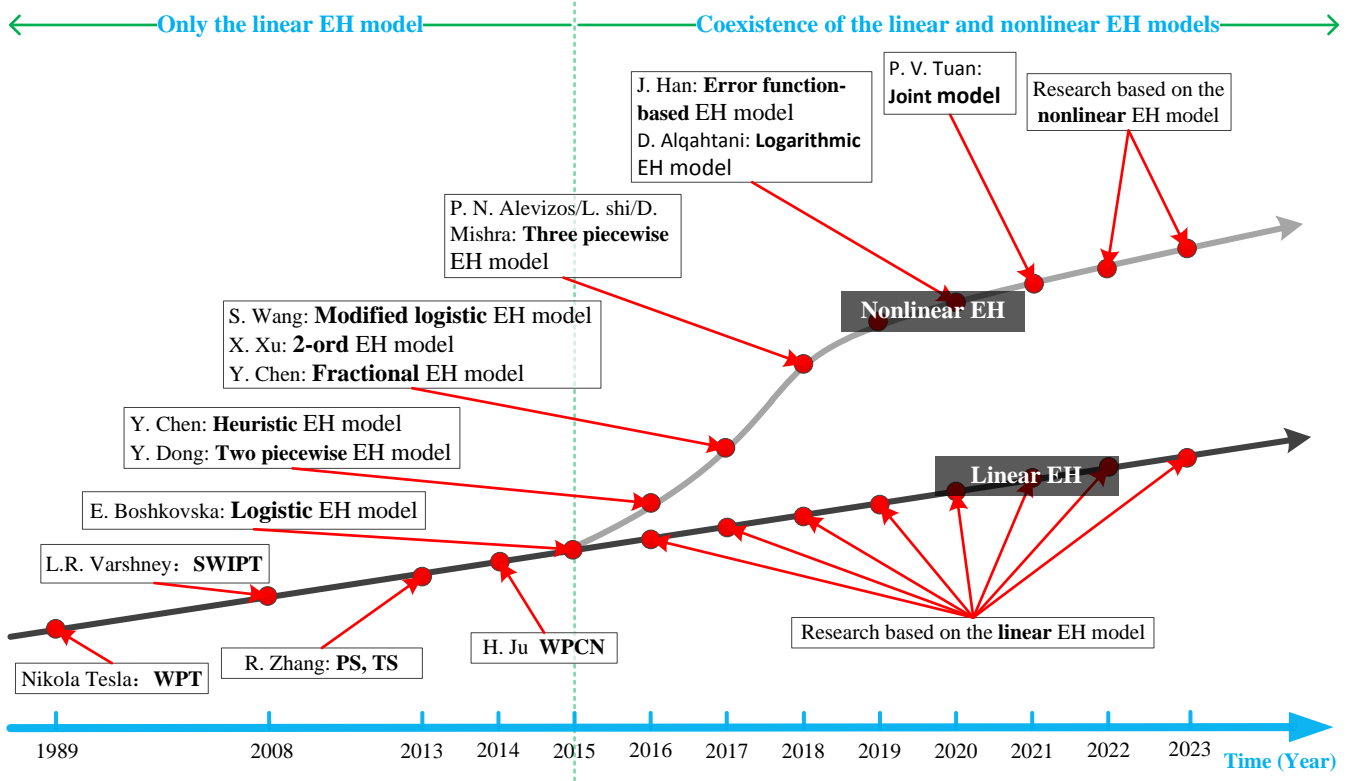 Only the linear EH model
Coexistence of the linear and nonlinear EH models
J. Han: Error function-
based EH model
D. Alqahtani: Logarithmic
EH model
P. V. Tuan:
Joint model
Research based on the
nonlinear EH model
P. N. Alevizos/L. shi/D.
Mishra: Three piecewise
EH model
S. Wang: Modified logistic EH model
X. Xu: 2-ord EH model
Y. Chen: Fractional EH model
Nonlinear EH
Y. Chen: Heuristic EH model
Y. Dong: Two piecewise EH model
Linear EH
E. Boshkovska: Logistic EH model
L.R. Varshney: SWIPT
Nikola Tesla: WPT
R. Zhang: PS, TS
H. Ju WPCN
Research based on the linear EH model
1989 2008 2013 2014 2015 2016 2017 2018 2019 2020 2021 2022 2023
Time (Year)